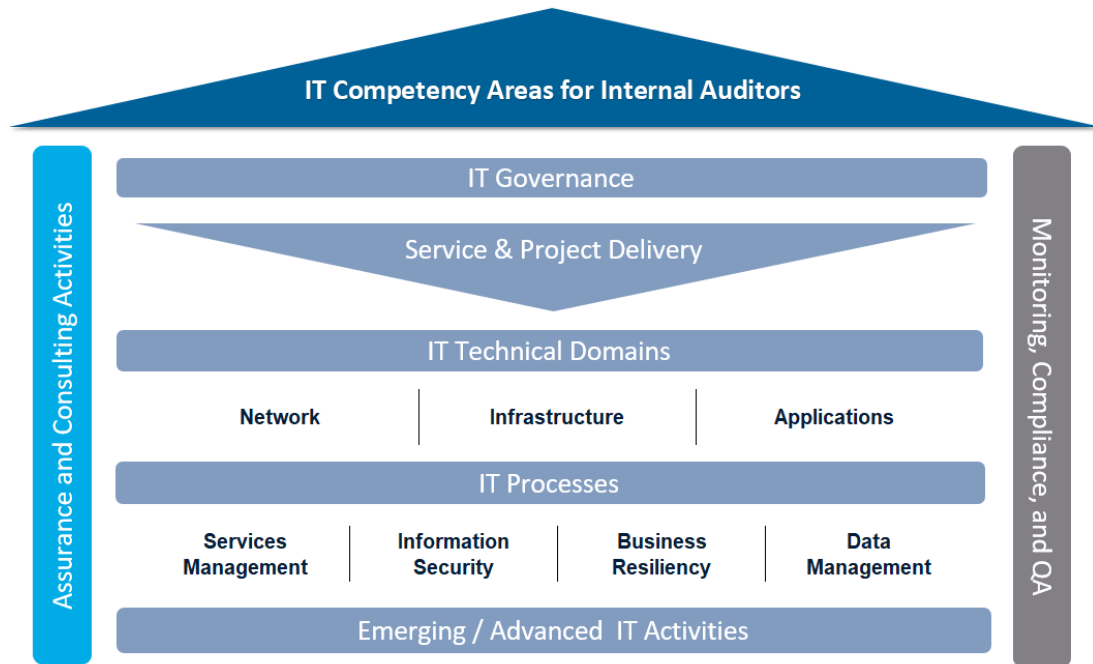 IT Competency Areas for Internal Auditors
Assurance and Consulting Activities
IT Governance
Service & Project Delivery
IT Technical Domains
Network
Infrastructure
Applications
IT Processes
Services
Management
Information
Security
Business
Resiliency
Data
Management
Emerging / Advanced IT Activities
Monitoring, Compliance, and QA